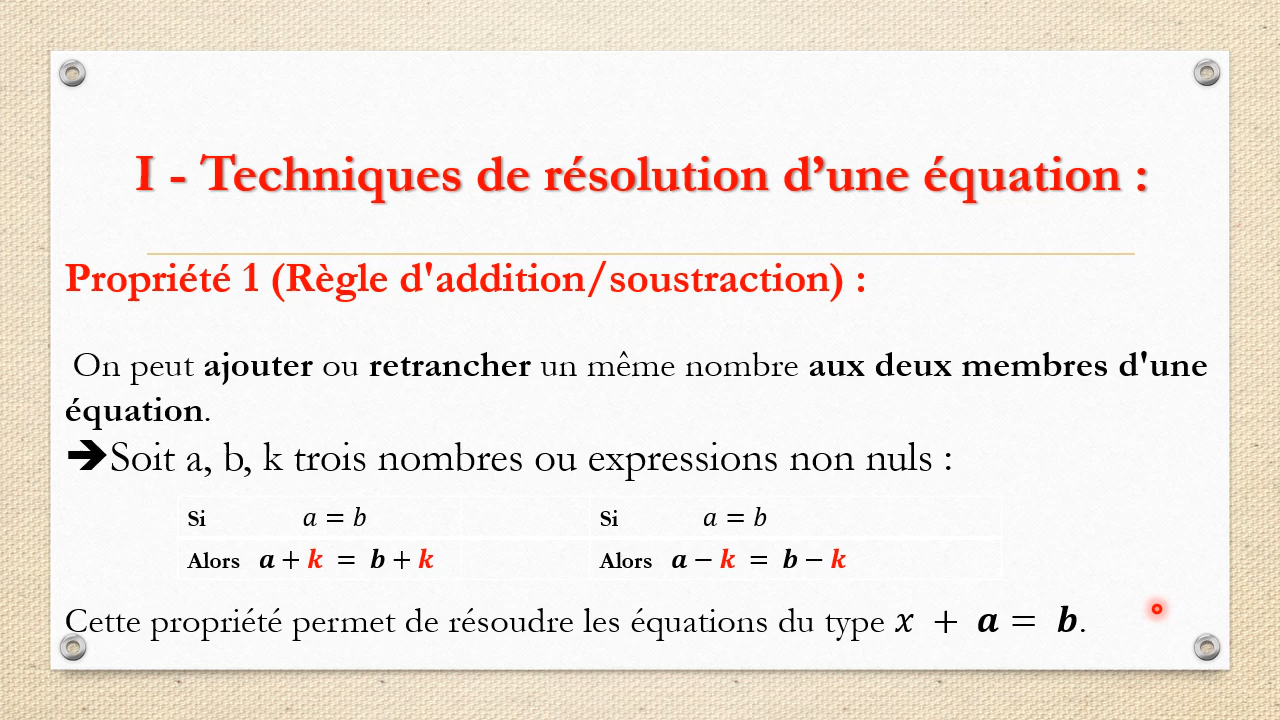 I - Techniques de résolution d’une équation :
Propriété 1 (Règle d'addition/soustraction) :
On peut ajouter ou retrancher un même nombre aux deux membres d'une
équation.
➔Soit a, b, k trois nombres ou expressions non nuls :
Si a = b Si a = b
Alors a + k = b + k Alors a − k = b − k
Cette propriété permet de résoudre les équations du type x + a = b.